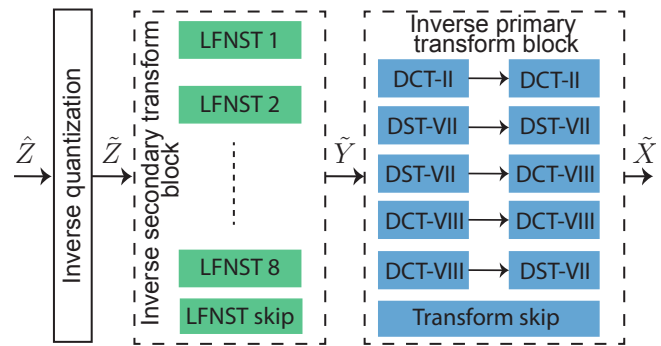 Ẑ
Inverse quantization
Z̃
Inverse secondary transform
block
LFNST 1
LFNST 2
LFNST 8
LFNST skip
Ỹ
Inverse primary
transform block
DCT-II DCT-II
DST-VII DST-VII
DST-VII DCT-VIII
DCT-VIII DCT-VIII
DCT-VIII DST-VII
Transform skip
X̃